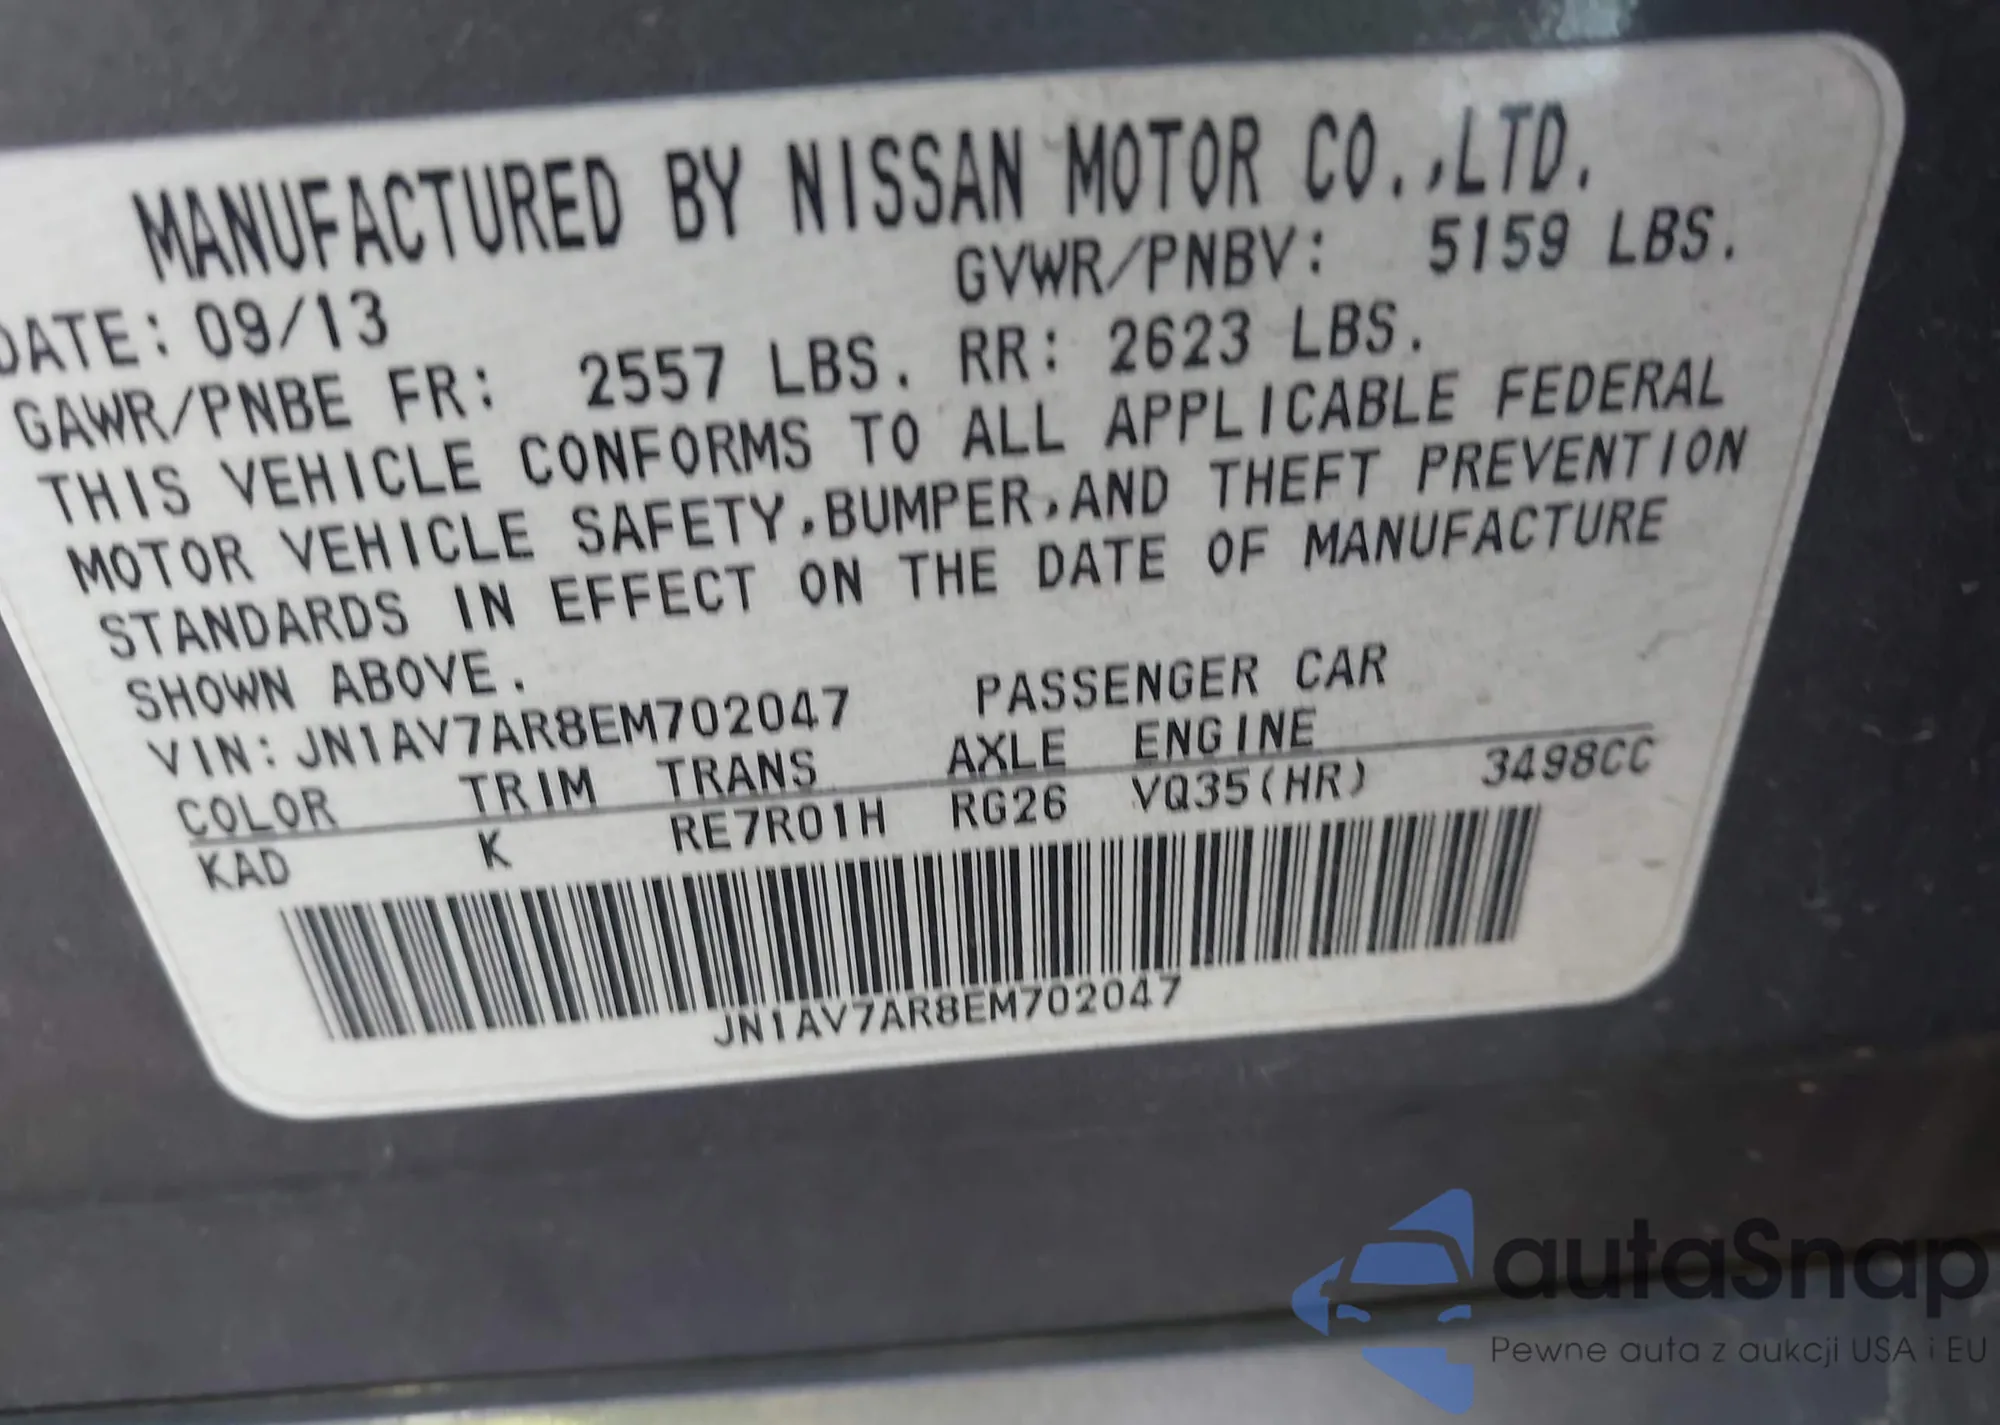 MANUFACTURED BY NISSAN MOTOR CO.,LTD.
DATE: 09/13 GVWR/PNBV: 5159 LBS.
GAWR/PNBE FR: 2557 LBS. RR: 2623 LBS.
THIS VEHICLE CONFORMS TO ALL APPLICABLE FEDERAL
MOTOR VEHICLE SAFETY,BUMPER,AND THEFT PREVENTION
STANDARDS IN EFFECT ON THE DATE OF MANUFACTURE
SHOWN ABOVE.
VIN:JN1AV7AR8EM702047 PASSENGER CAR
COLOR TRIM TRANS AXLE ENGINE
KAD K RE7R01H RG26 VQ35(HR) 3498CC
JN1AV7AR8EM702047
autaSnap
Pewne auta z aukcji USA i EU